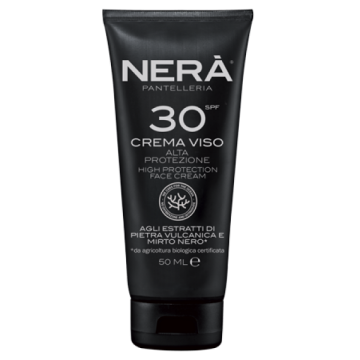 NERÀ
PANTELLERIA
30 SPF
CREMA VISO
ALTA
PROTEZIONE
HIGH PROTECTION
FACE CREAM
AGLI ESTRATTI DI
PIETRA VULCANICA E
MIRTO NERO*
*da agricoltura biologica certificata
50 ML ℮